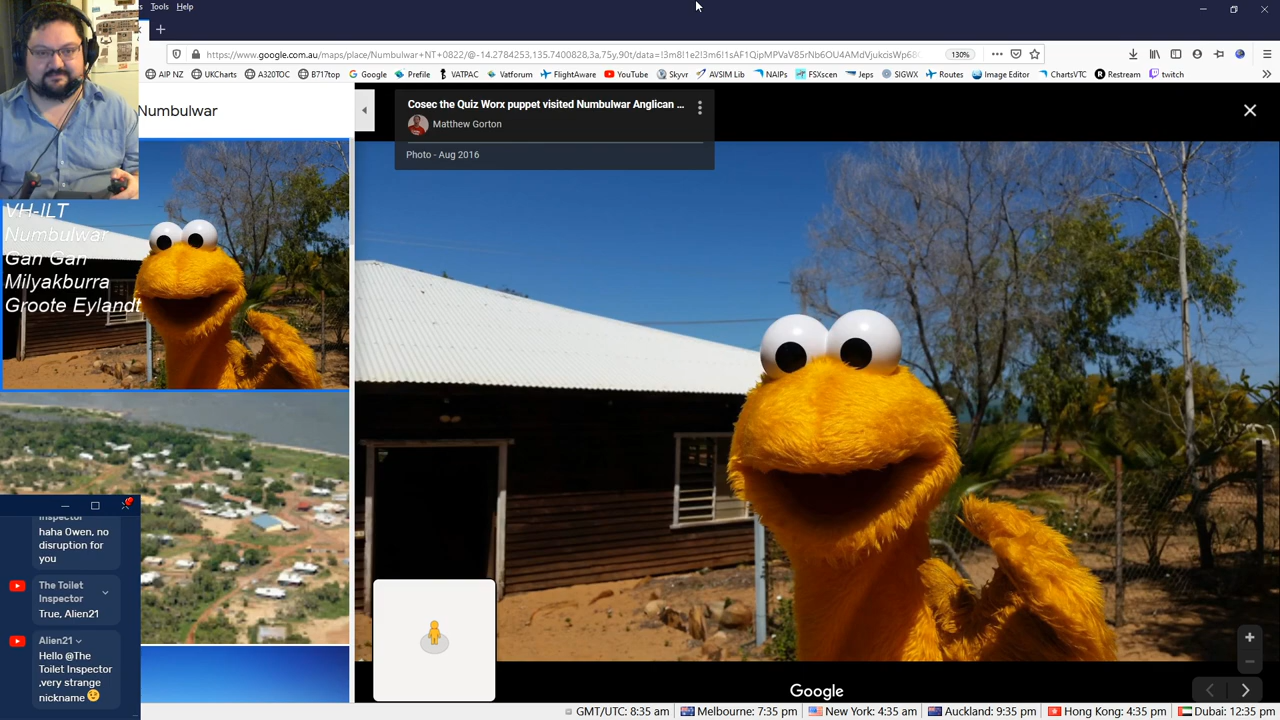 s Tools Help
https://www.google.com.au/maps/place/Numbulwar+NT+0822/@-14.2784253,135.7400828,3a,75y,90t/data=!3m8!1e2!3m6!1sAF1QipMPVaV85Nb6OU4AMdVjukcisWp68 130%
AIP NZ UKCharts A320TOC B717top Google Prefile VATPAC Vatforum FlightAware YouTube Skyvr AVSIM Lib NAIPs FSXscen Jeps SIGWX Routes Image Editor ChartsVTC Restream twitch
Numbulwar
Cosec the Quiz Worx puppet visited Numbulwar Anglican ...
Matthew Gorton
Photo - Aug 2016
VH-ILT
Numbulwar
Gan Gan
Milyakburra
Groote Eylandt
Inspector
haha Owen, no
disruption for
you
The Toilet
Inspector
True, Alien21
Alien21
Hello @The
Toilet Inspector
,very strange
nickname
Google
GMT/UTC: 8:35 am Melbourne: 7:35 pm New York: 4:35 am Auckland: 9:35 pm Hong Kong: 4:35 pm Dubai: 12:35 pm